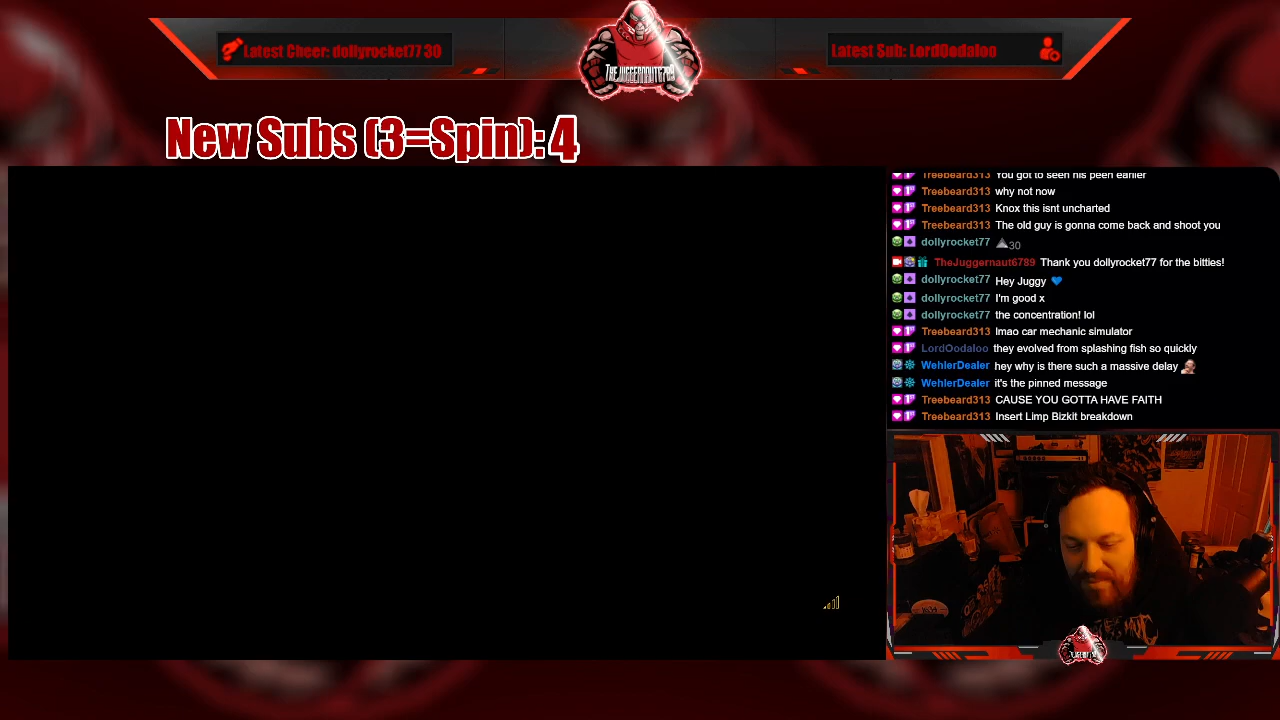 Latest Cheer: dollyrocket77 30
THEJUGGERNAUT6789
Latest Sub: LordOodaloo
New Subs (3=Spin): 4
Treebeard313 You got to seen his peen earlier
Treebeard313 why not now
Treebeard313 Knox this isnt uncharted
Treebeard313 The old guy is gonna come back and shoot you
dollyrocket77 30
TheJuggernaut6789 Thank you dollyrocket77 for the bitties!
dollyrocket77 Hey Juggy 💙
dollyrocket77 I'm good x
dollyrocket77 the concentration! lol
Treebeard313 lmao car mechanic simulator
LordOodaloo they evolved from splashing fish so quickly
WehlerDealer hey why is there such a massive delay
WehlerDealer it's the pinned message
Treebeard313 CAUSE YOU GOTTA HAVE FAITH
Treebeard313 Insert Limp Bizkit breakdown